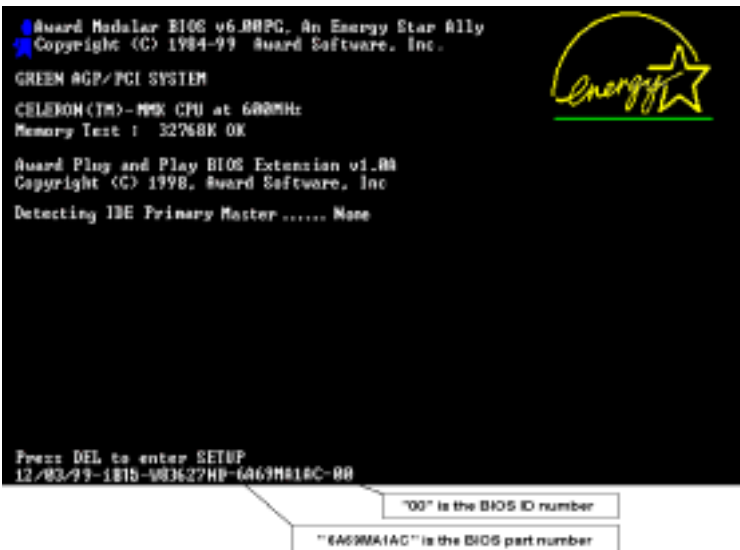 Award Modular BIOS v6.00PG, An Energy Star Ally
Copyright (C) 1984-99 Award Software, Inc.
energy
GREEN AGP/PCI SYSTEM
CELERON(TM)-MMX CPU at 600MHz
Memory Test : 32768K OK
Award Plug and Play BIOS Extension v1.0A
Copyright (C) 1998, Award Software, Inc
Detecting IDE Primary Master ...... None
Press DEL to enter SETUP
12/03/99-i815-W83627HF-6A69MA1AC-00
"00" is the BIOS ID number
"6A69MA1AC" is the BIOS part number